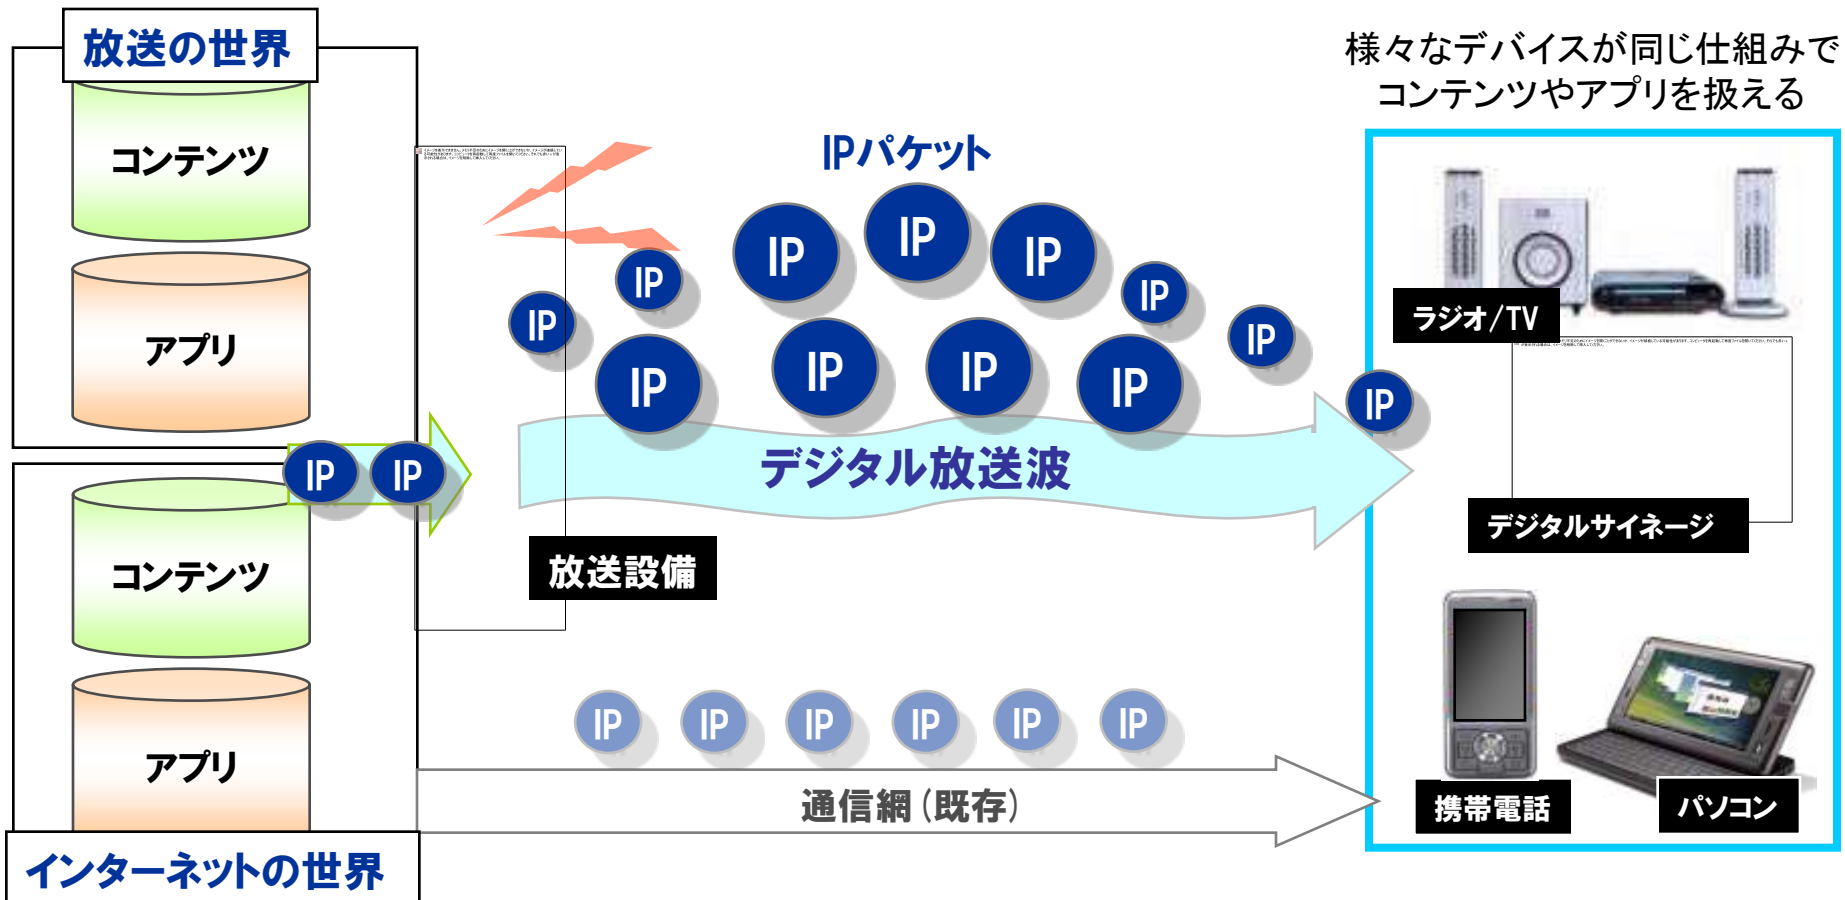 放送の世界
様々なデバイスが同じ仕組みで
コンテンツやアプリを扱える
コンテンツ
アプリ
IPパケット
IP
IP
IP
IP
IP
IP
IP
IP
IP
IP
IP
IP
IP
デジタル放送波
IP
IP
放送設備
ラジオ/TV
デジタルサイネージ
コンテンツ
アプリ
IP
IP
IP
IP
IP
IP
通信網(既存)
携帯電話
パソコン
インターネットの世界